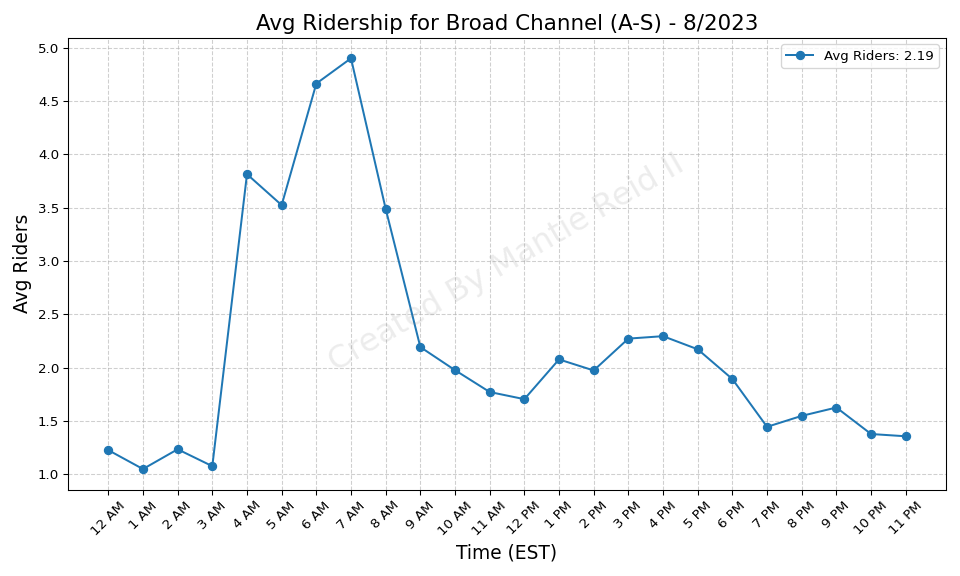 Avg Ridership for Broad Channel (A-S) - 8/2023
Avg Riders: 2.19
Avg Riders
5.0
4.5
4.0
3.5
3.0
2.5
2.0
1.5
1.0
Created By Mantie Reid II
12 AM
1 AM
2 AM
3 AM
4 AM
5 AM
6 AM
7 AM
8 AM
9 AM
10 AM
11 AM
12 PM
1 PM
2 PM
3 PM
4 PM
5 PM
6 PM
7 PM
8 PM
9 PM
10 PM
11 PM
Time (EST)